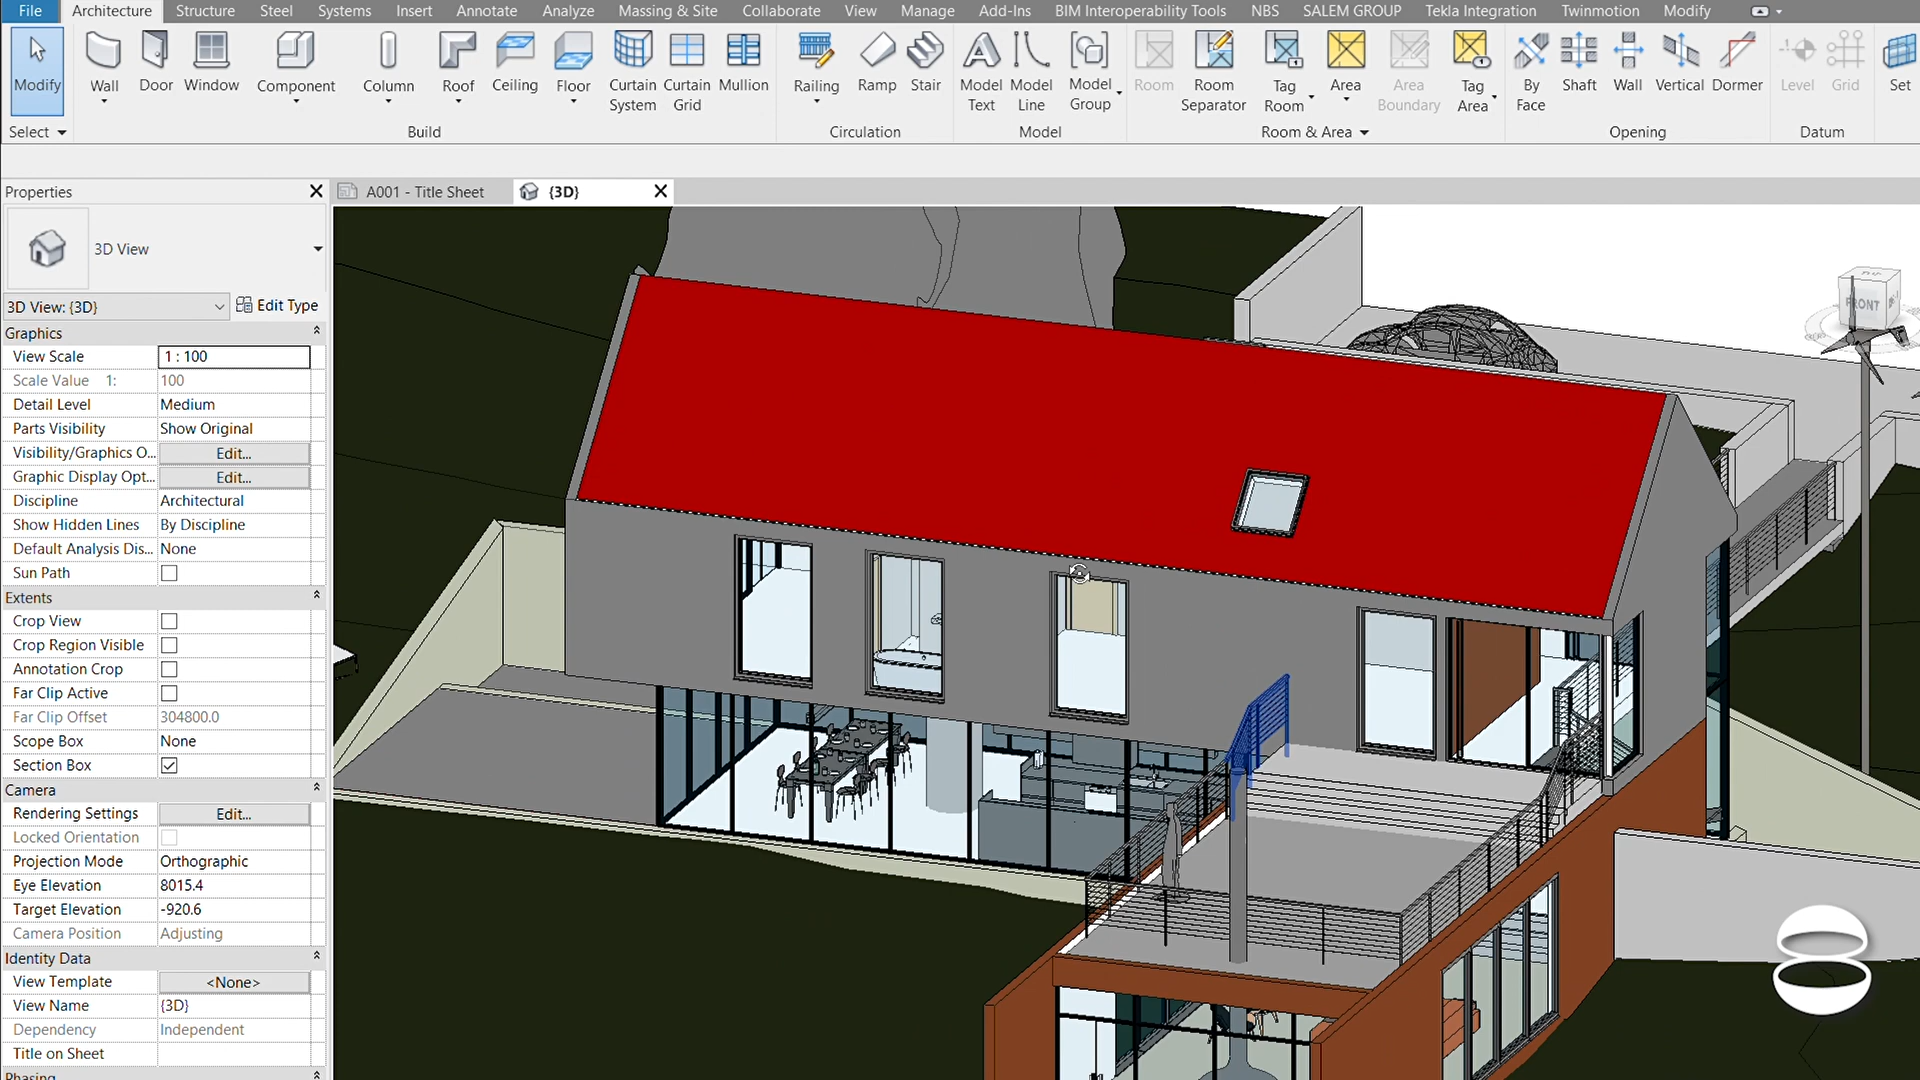 File Architecture Structure Steel Systems Insert Annotate Analyze Massing & Site Collaborate View Manage Add-Ins BIM Interoperability Tools NBS SALEM GROUP Tekla Integration Twinmotion Modify
Modify Wall Door Window Component Column Roof Ceiling Floor Curtain System Curtain Grid Mullion Railing Ramp Stair Model Text Model Line Model Group Room Room Separator Tag Room Area Area Boundary Tag Area By Face Shaft Wall Vertical Dormer Level Grid Set
Select Build Circulation Model Room & Area Opening Datum
Properties
A001 - Title Sheet {3D}
3D View
3D View: {3D} Edit Type
Graphics
View Scale 1 : 100
Scale Value 1: 100
Detail Level Medium
Parts Visibility Show Original
Visibility/Graphics O... Edit...
Graphic Display Opt... Edit...
Discipline Architectural
Show Hidden Lines By Discipline
Default Analysis Dis... None
Sun Path
Extents
Crop View
Crop Region Visible
Annotation Crop
Far Clip Active
Far Clip Offset 304800.0
Scope Box None
Section Box
Camera
Rendering Settings Edit...
Locked Orientation
Projection Mode Orthographic
Eye Elevation 8015.4
Target Elevation -920.6
Camera Position Adjusting
Identity Data
View Template <None>
View Name {3D}
Dependency Independent
Title on Sheet
Phasing
FRONT